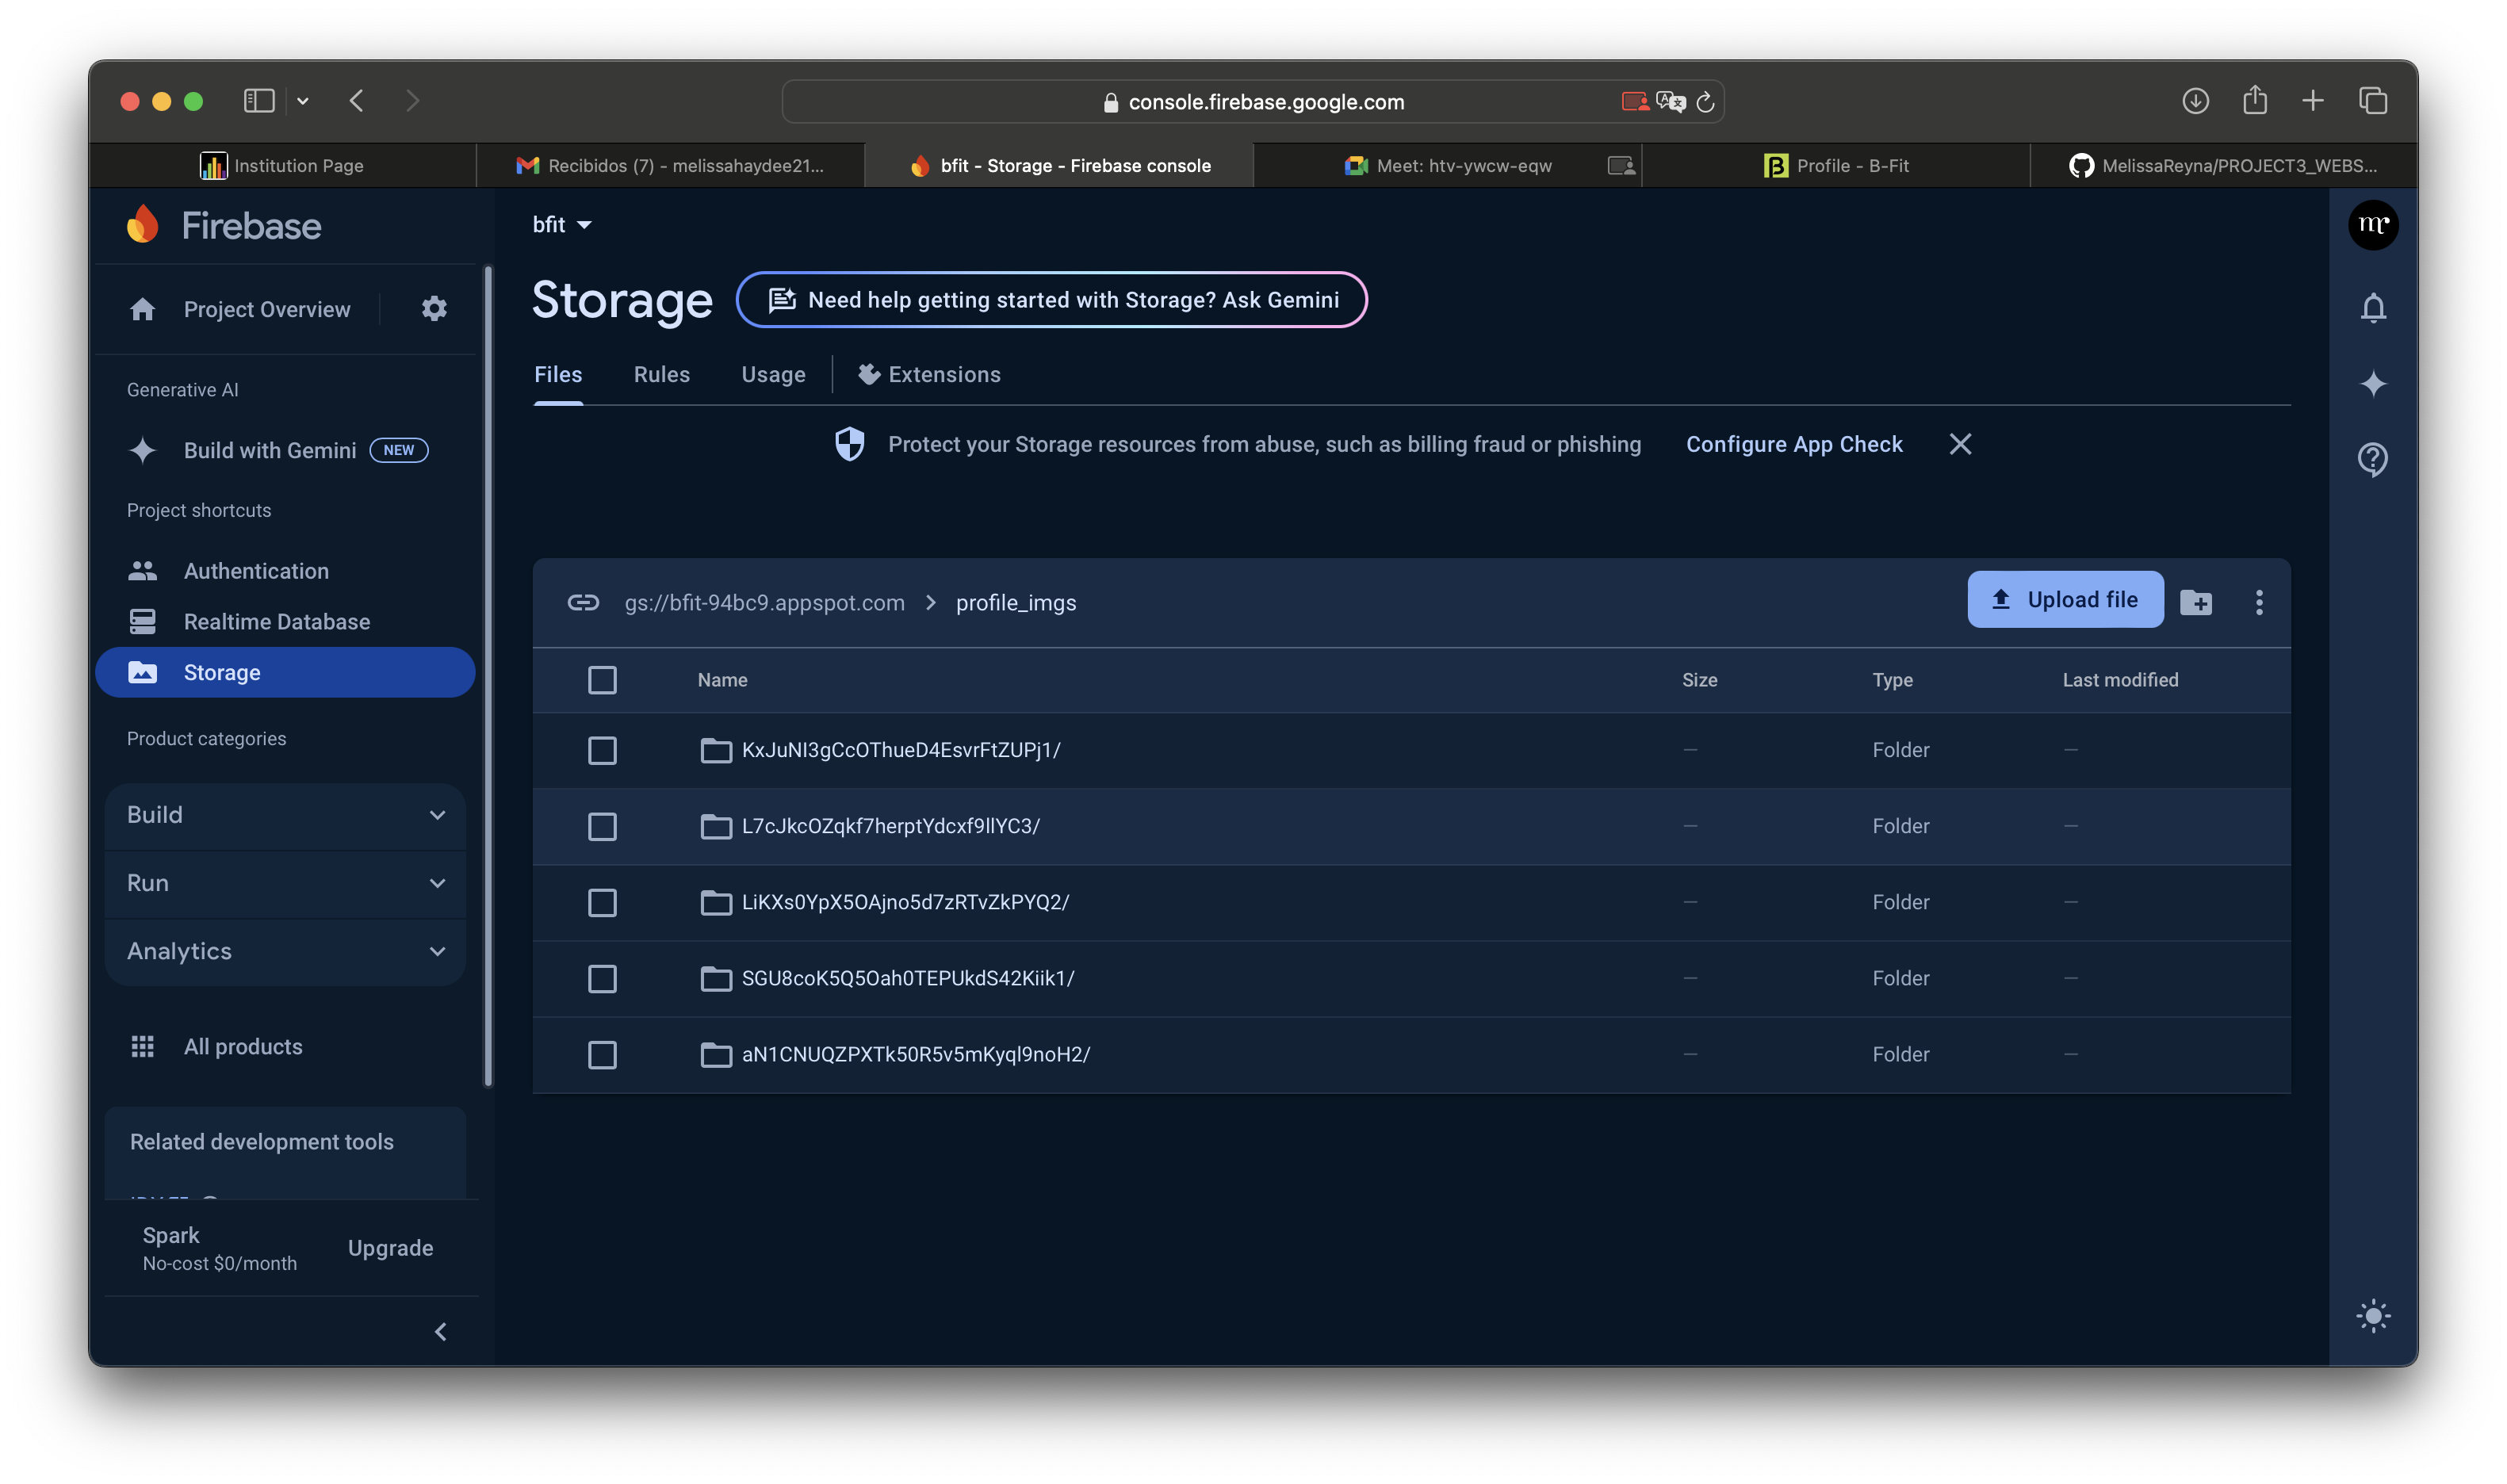 console.firebase.google.com
Institution Page
Recibidos (7) - melissahaydee21...
bfit - Storage - Firebase console
Meet: htv-ywcw-eqw
Profile - B-Fit
MelissaReyna/PROJECT3_WEBS...
Firebase
bfit
mr
Project Overview
Storage
Need help getting started with Storage? Ask Gemini
Files
Rules
Usage
Extensions
Generative AI
Build with Gemini NEW
Protect your Storage resources from abuse, such as billing fraud or phishing
Configure App Check
Project shortcuts
Authentication
Realtime Database
Storage
gs://bfit-94bc9.appspot.com > profile_imgs
Upload file
Name Size Type Last modified
KxJuNI3gCcOThueD4EsvrFtZUPj1/ — Folder —
L7cJkcOZqkf7herptYdcxf9llYC3/ — Folder —
LiKXs0YpX5OAjno5d7zRTvZkPYQ2/ — Folder —
SGU8coK5Q5Oah0TEPUkdS42Kiik1/ — Folder —
aN1CNUQZPXTk50R5v5mKyql9noH2/ — Folder —
Product categories
Build
Run
Analytics
All products
Related development tools
Spark
No-cost $0/month
Upgrade